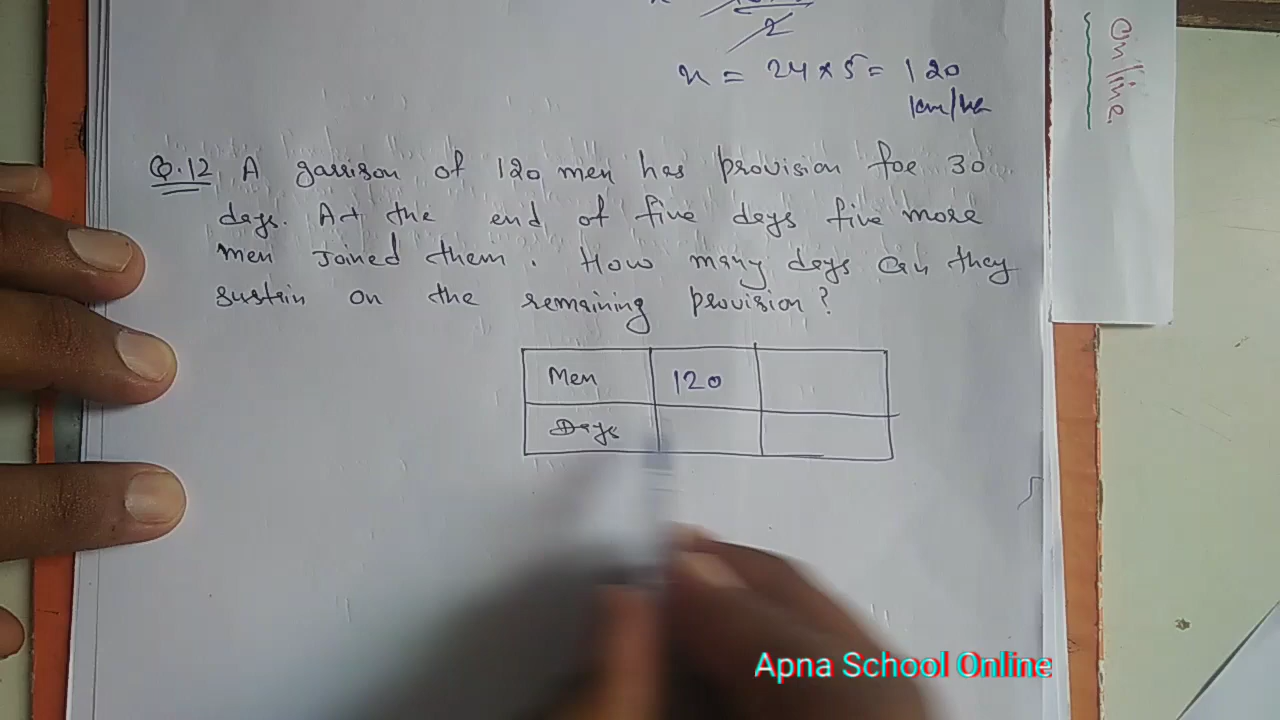 x = 24 × 5 = 120
km/hr
Online.
Q.12 A garrison of 120 men has provision for 30
days. At the end of five days five more
men Joined them. How many days can they
sustain on the remaining provision?
Men 120
Days
Apna School Online